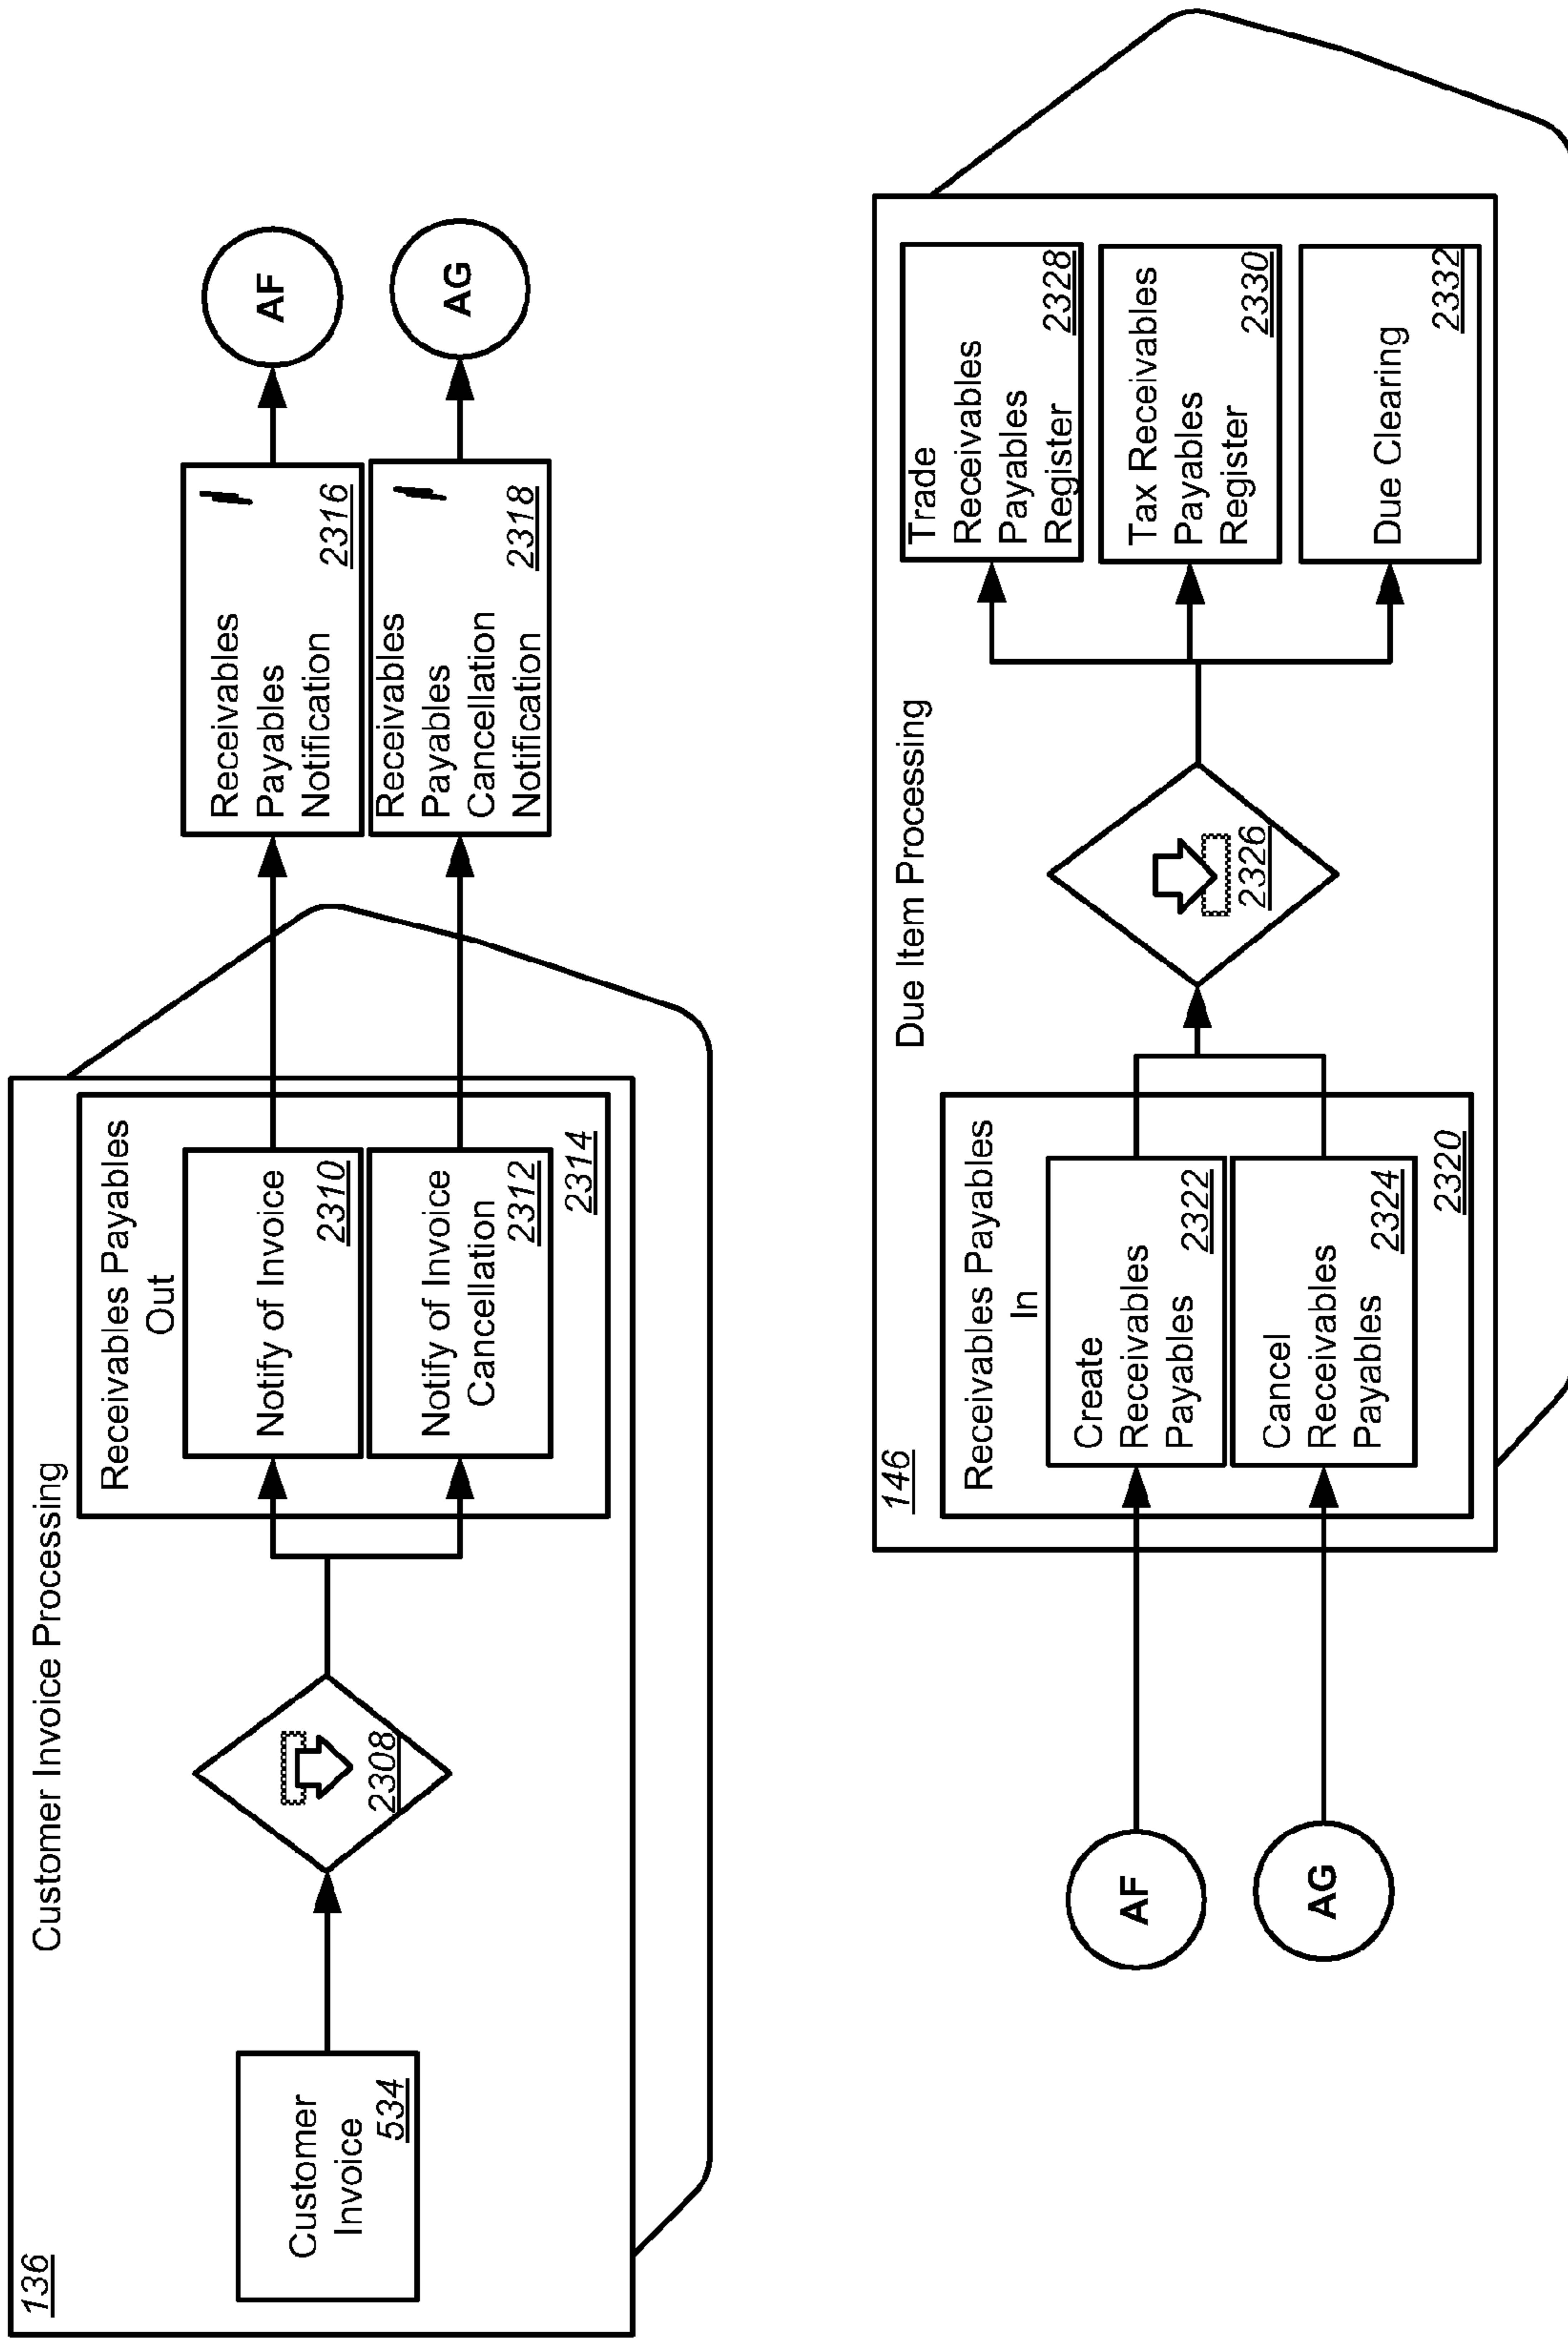 136
Customer Invoice Processing
Customer
Invoice
534
2308
Receivables Payables
Out
Notify of Invoice
2310
Notify of Invoice
Cancellation
2312
2314
Receivables
Payables
Notification
2316
Receivables
Payables
Cancellation
Notification
2318
AF
AG
AF
AG
146
Due Item Processing
Receivables Payables
In
Create
Receivables
Payables
2322
Cancel
Receivables
Payables
2324
2320
2326
Trade
Receivables
Payables
Register
2328
Tax Receivables
Payables
Register
2330
Due Clearing
2332